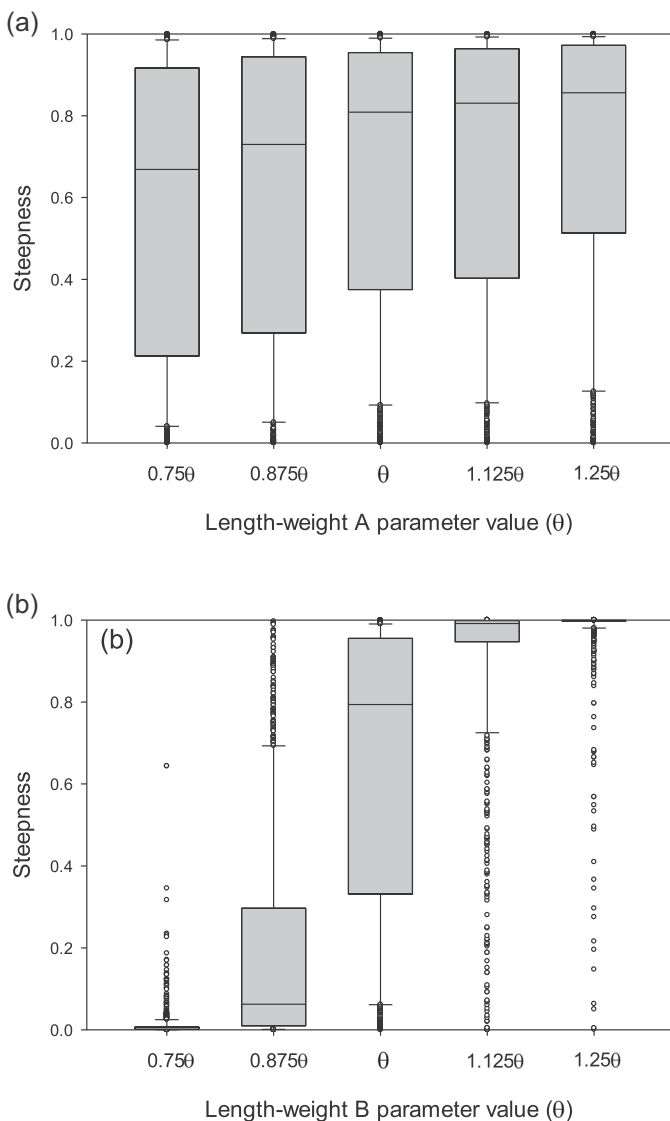 (a)
1.0
0.8
0.6
0.4
0.2
0.0
Steepness
0.75θ 0.875θ θ 1.125θ 1.25θ
Length-weight A parameter value (θ)
(b)
(b)
1.0
0.8
0.6
0.4
0.2
0.0
Steepness
0.75θ 0.875θ θ 1.125θ 1.25θ
Length-weight B parameter value (θ)